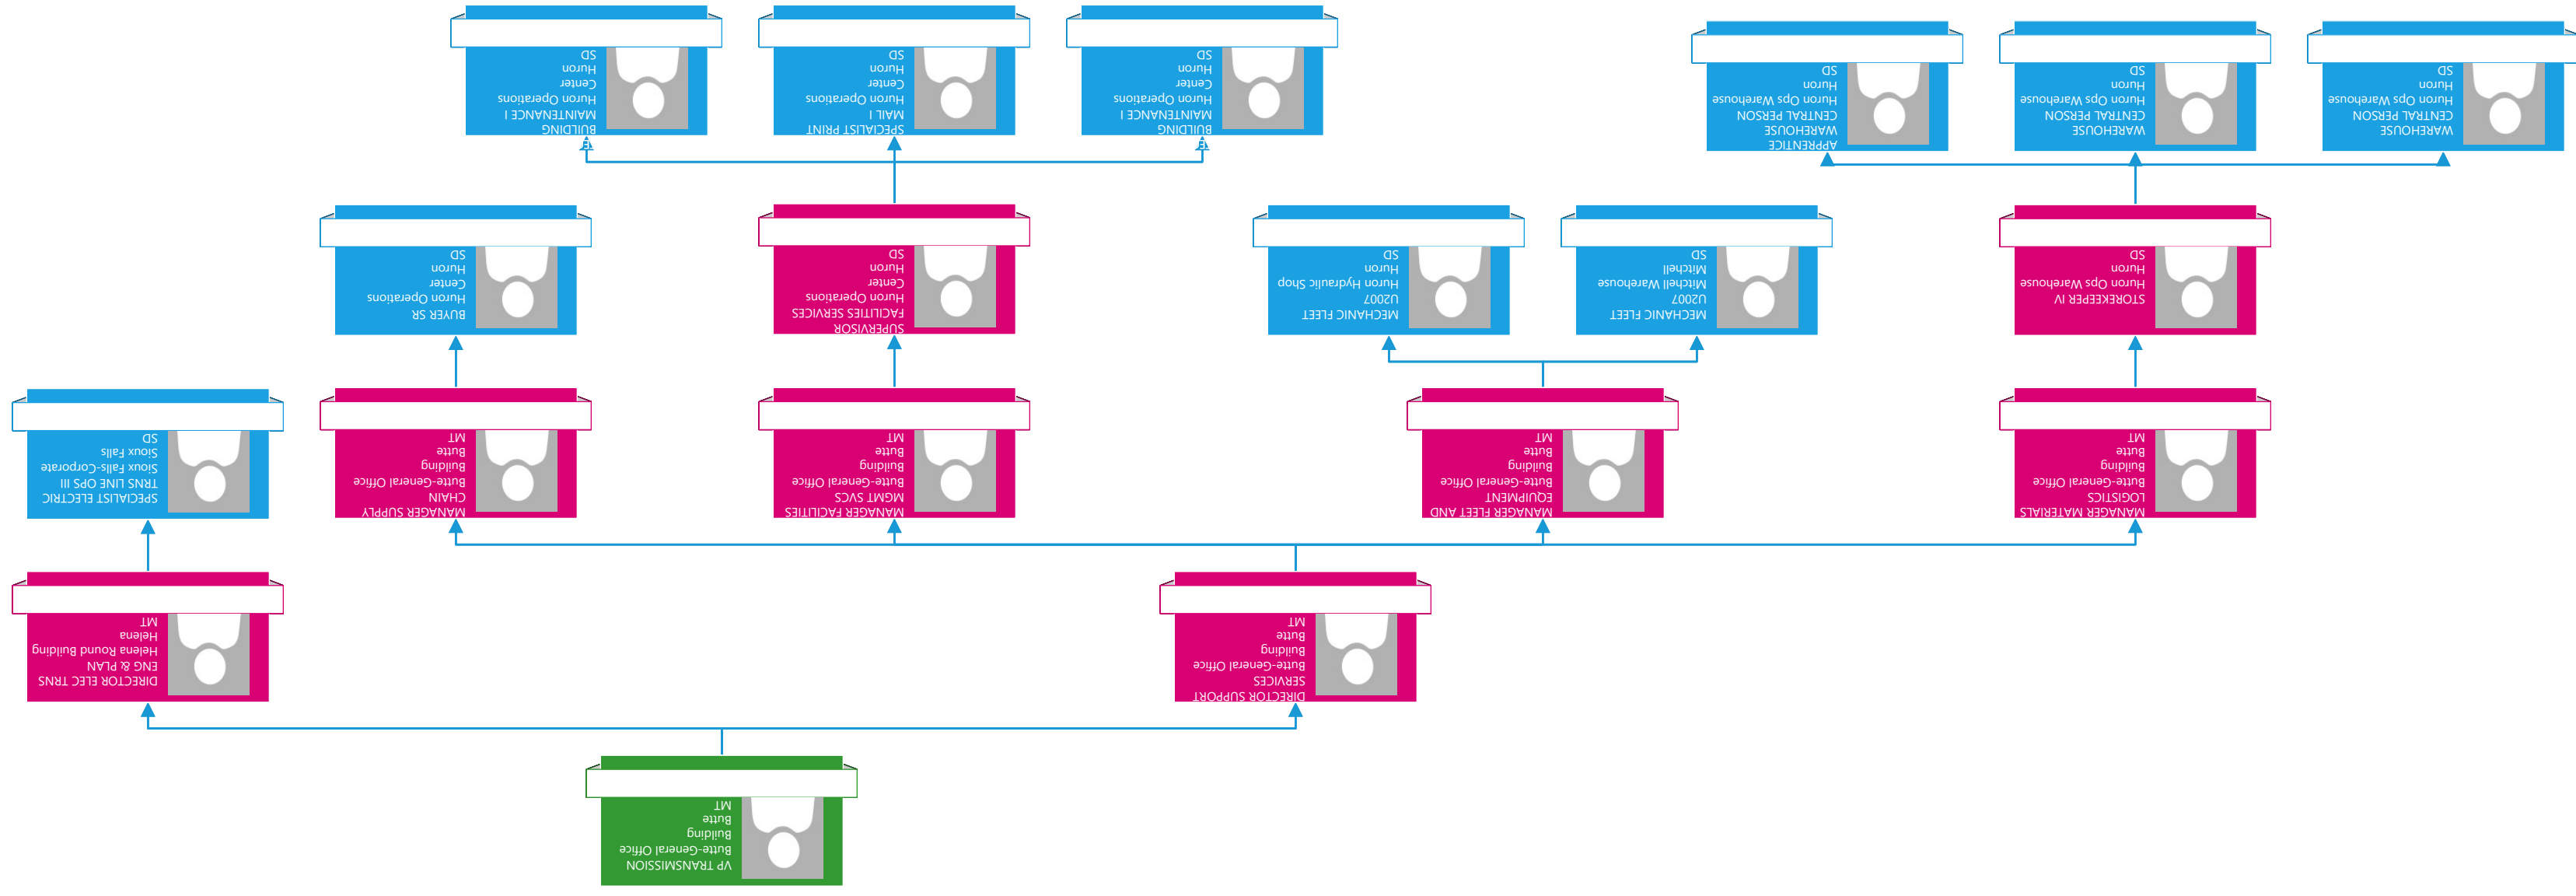 VP TRANSMISSION
Butte-General Office
Building
Butte
MT
DIRECTOR SUPPORT
SERVICES
Butte-General Office
Building
Butte
MT
DIRECTOR ELEC TRNS
ENG & PLAN
Helena Round Building
Helena
MT
MANAGER MATERIALS
LOGISTICS
Butte-General Office
Building
Butte
MT
MANAGER FLEET AND
EQUIPMENT
Butte-General Office
Building
Butte
MT
MANAGER FACILITIES
MGMT SVCS
Butte-General Office
Building
Butte
MT
MANAGER SUPPLY
CHAIN
Butte-General Office
Building
Butte
MT
SPECIALIST ELECTRIC
TRNS LINE OPS III
Sioux Falls-Corporate
Sioux Falls
SD
STOREKEEPER IV
Huron Ops Warehouse
Huron
SD
MECHANIC FLEET
U2007
Mitchell Warehouse
Mitchell
SD
MECHANIC FLEET
U2007
Huron Hydraulic Shop
Huron
SD
SUPERVISOR
FACILITIES SERVICES
Huron Operations
Center
Huron
SD
BUYER SR
Huron Operations
Center
Huron
SD
WAREHOUSE
CENTRAL PERSON
Huron Ops Warehouse
Huron
SD
WAREHOUSE
CENTRAL PERSON
Huron Ops Warehouse
Huron
SD
APPRENTICE
WAREHOUSE
CENTRAL PERSON
Huron Ops Warehouse
Huron
SD
BUILDING
MAINTENANCE I
Huron Operations
Center
Huron
SD
SPECIALIST PRINT
MAIL I
Huron Operations
Center
Huron
SD
BUILDING
MAINTENANCE I
Huron Operations
Center
Huron
SD